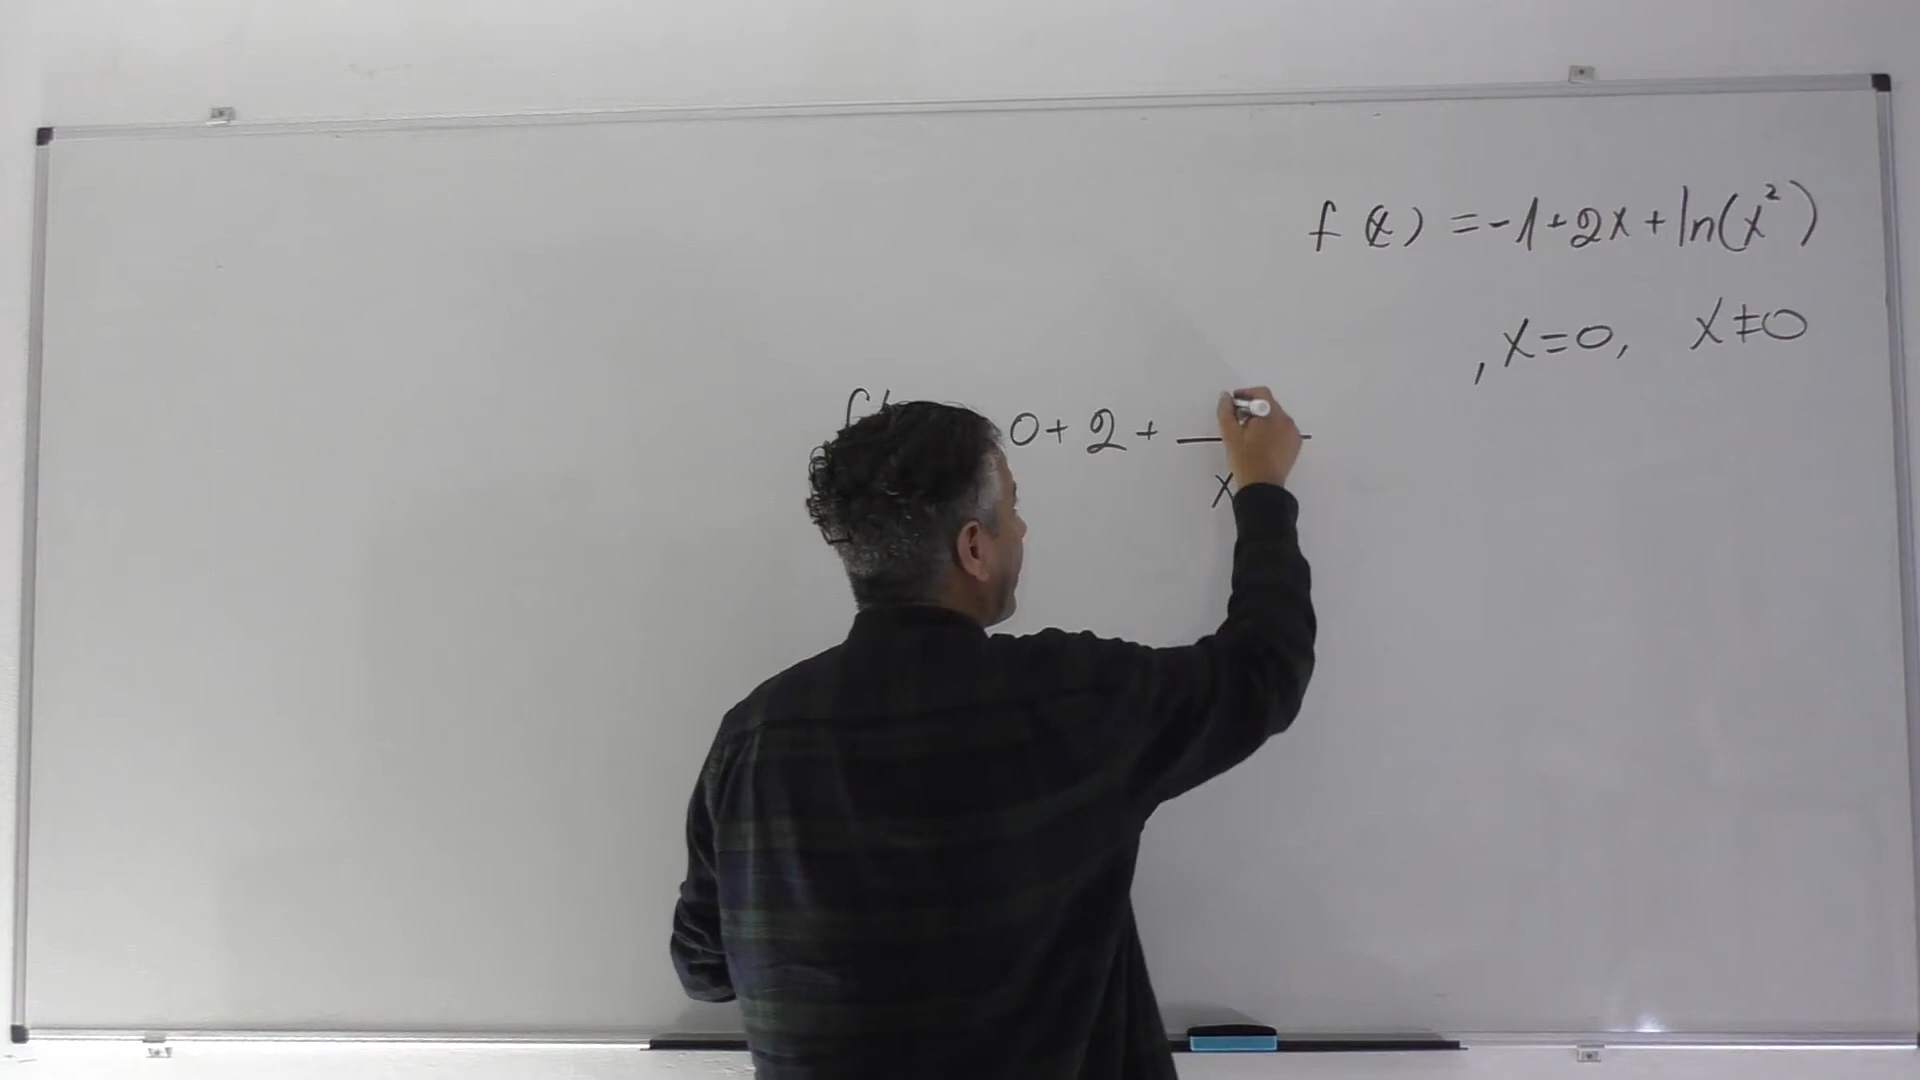 f(x) = -1+2x+ln(x²)
, x=0, x≠0
0+ 2 + —
x